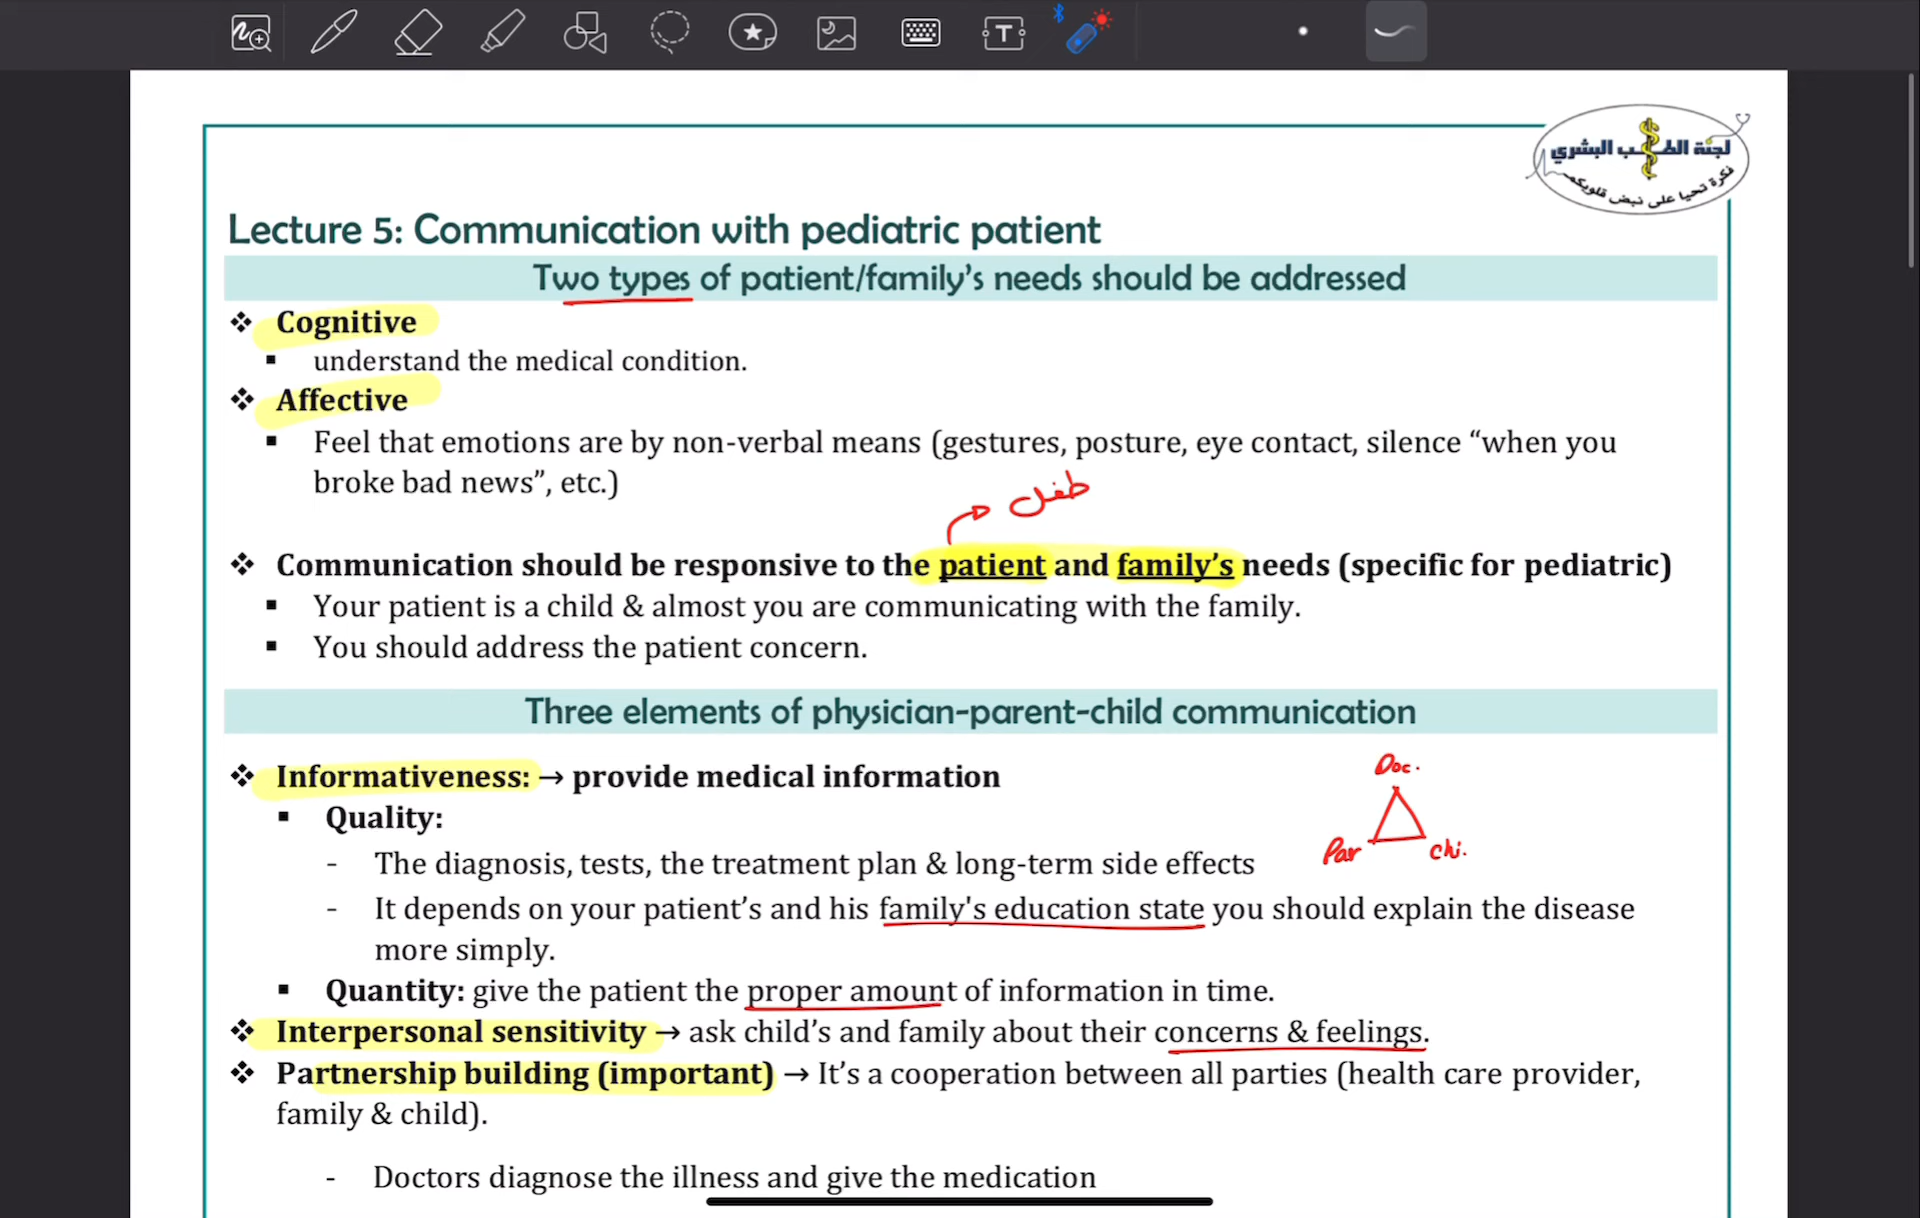 لجنة الطب البشري
فكرة تحيا على نبض قلوبكم
Lecture 5: Communication with pediatric patient
Two types of patient/family’s needs should be addressed
❖ Cognitive
▪ understand the medical condition.
❖ Affective
▪ Feel that emotions are by non-verbal means (gestures, posture, eye contact, silence “when you
broke bad news”, etc.)
طفل
❖ Communication should be responsive to the patient and family’s needs (specific for pediatric)
▪ Your patient is a child & almost you are communicating with the family.
▪ You should address the patient concern.
Three elements of physician-parent-child communication
Doc.
❖ Informativeness: → provide medical information
▪ Quality:
Par chi.
- The diagnosis, tests, the treatment plan & long-term side effects
- It depends on your patient’s and his family's education state you should explain the disease
more simply.
▪ Quantity: give the patient the proper amount of information in time.
❖ Interpersonal sensitivity → ask child’s and family about their concerns & feelings.
❖ Partnership building (important) → It’s a cooperation between all parties (health care provider,
family & child).
- Doctors diagnose the illness and give the medication